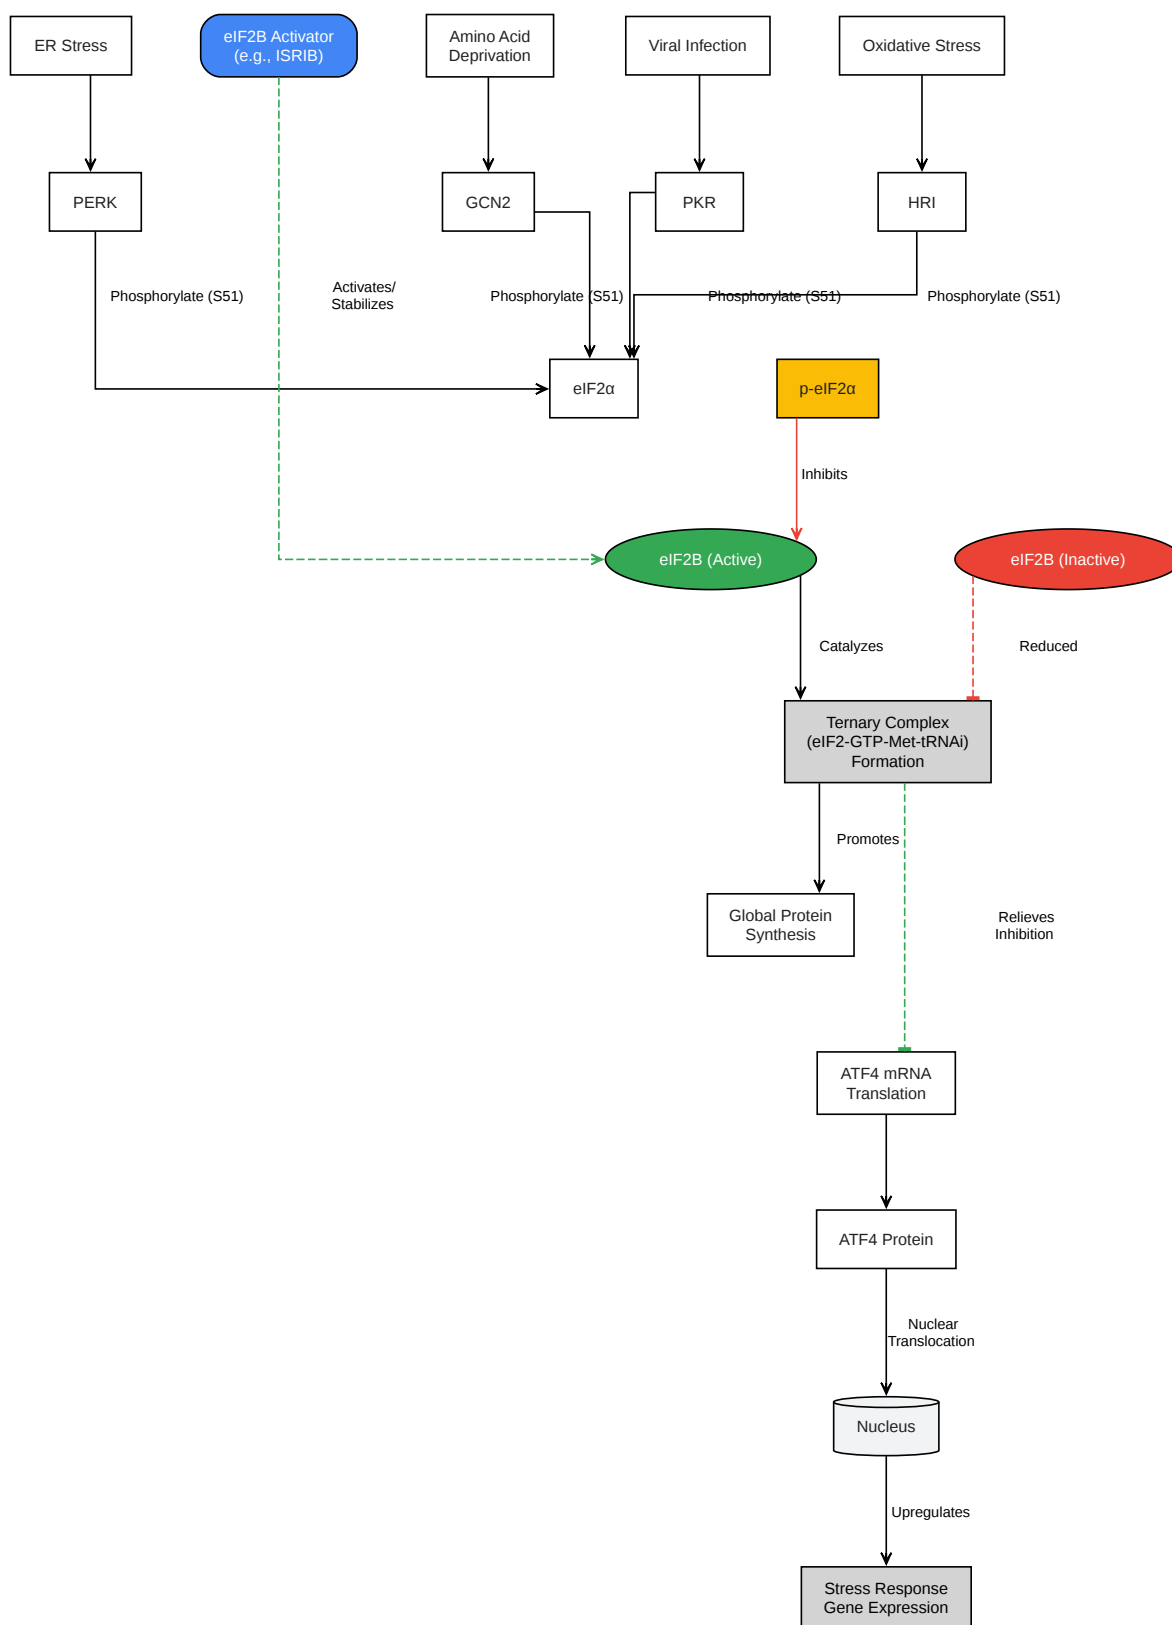 ER Stress
eIF2B Activator
(e.g., ISRIB)
Amino Acid
Deprivation
Viral Infection
Oxidative Stress
PERK
GCN2
PKR
HRI
Phosphorylate (S51)
Activates/
Stabilizes
Phosphorylate (S51)
Phosphorylate (S51)
Phosphorylate (S51)
eIF2α
p-eIF2α
Inhibits
eIF2B (Active)
eIF2B (Inactive)
Catalyzes
Reduced
Ternary Complex
(eIF2-GTP-Met-tRNAi)
Formation
Promotes
Global Protein
Synthesis
Relieves
Inhibition
ATF4 mRNA
Translation
ATF4 Protein
Nuclear
Translocation
Nucleus
Upregulates
Stress Response
Gene Expression